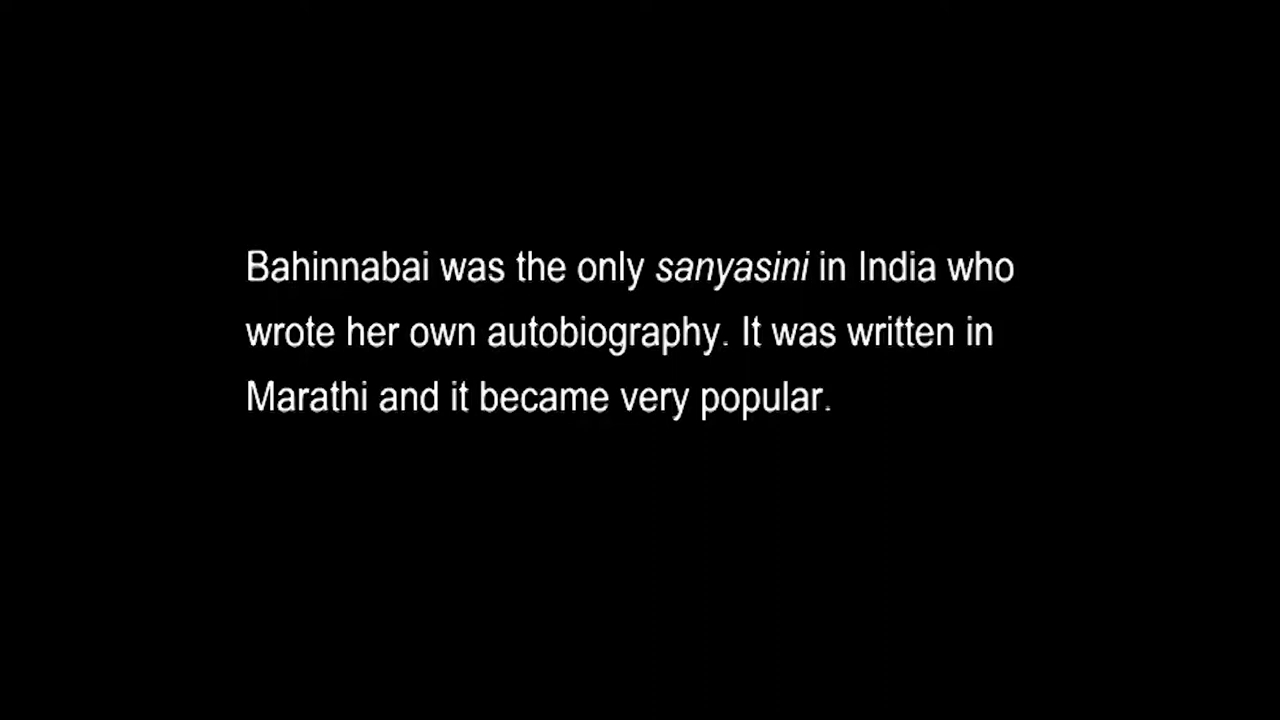 Bahinnabai was the only sanyasini in India who
wrote her own autobiography. It was written in
Marathi and it became very popular.